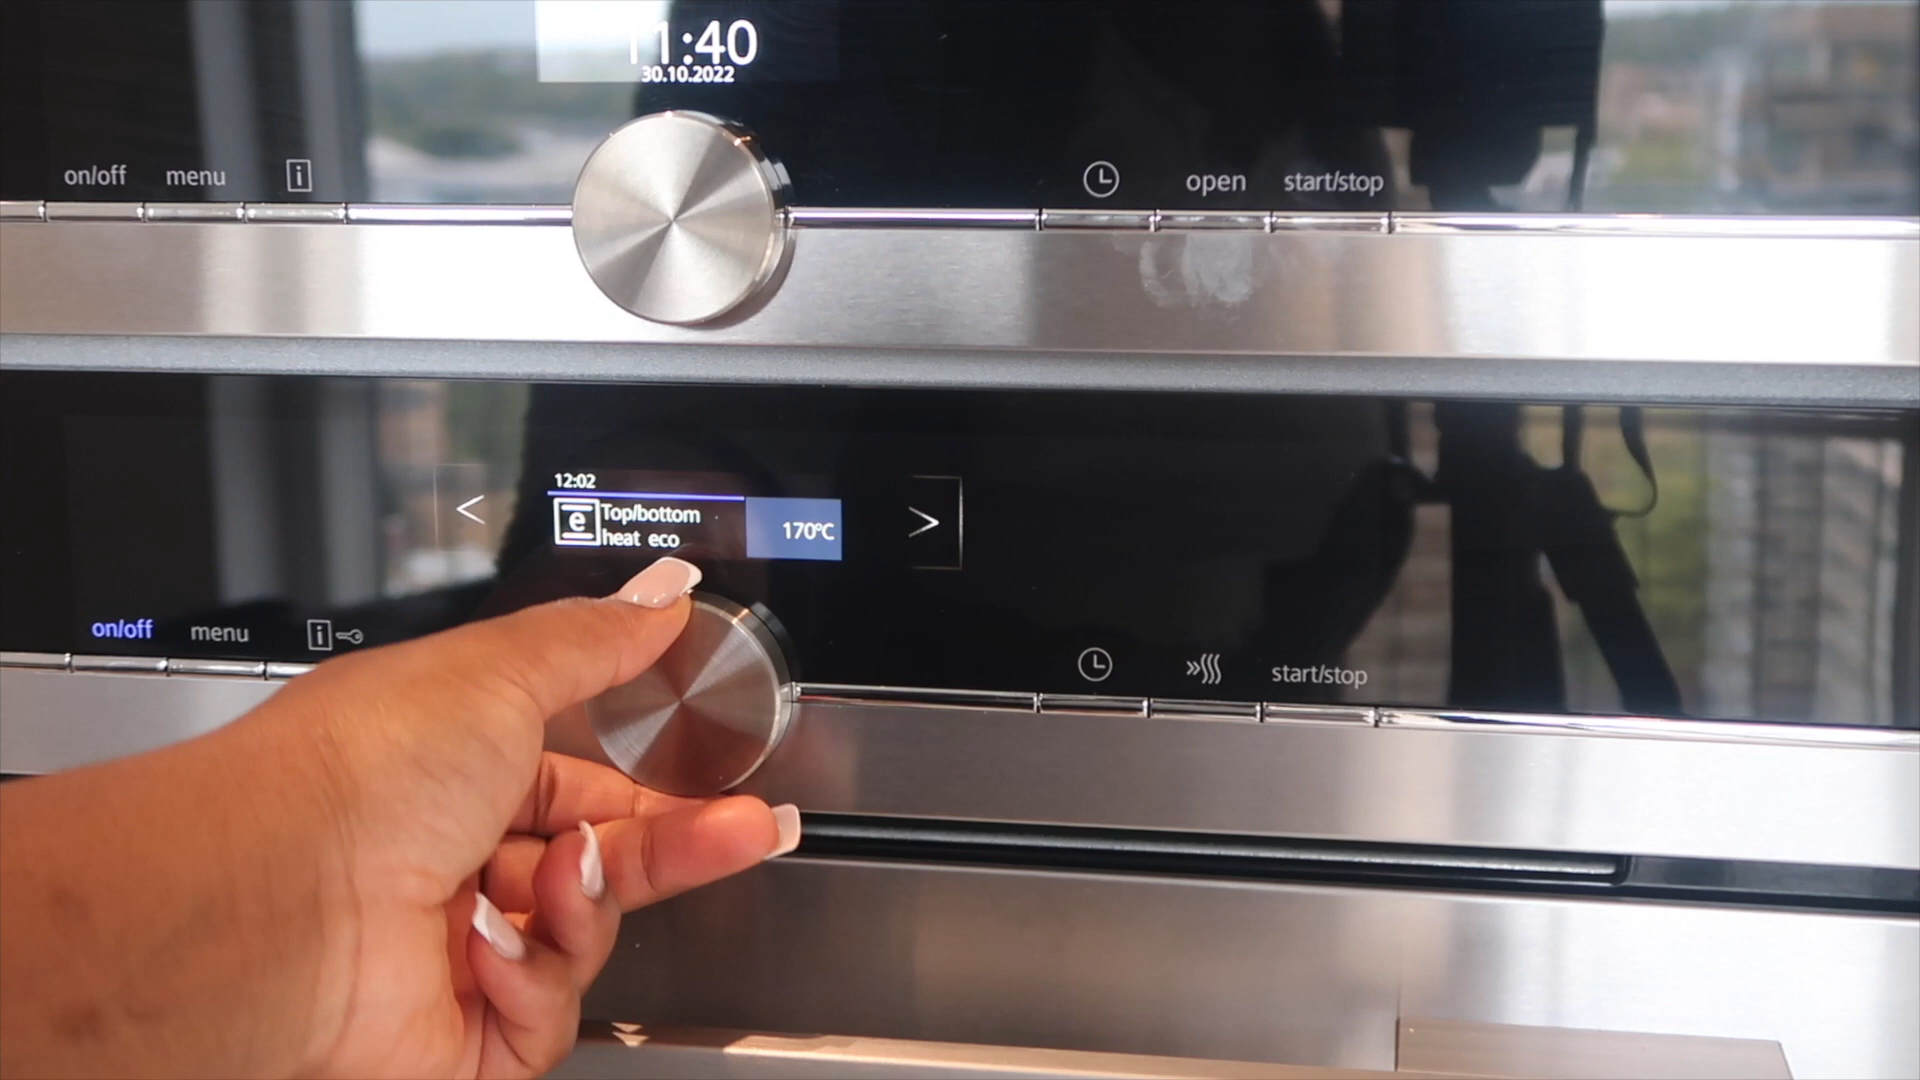 11:40
30.10.2022
on/off menu i
open start/stop
<
12:02
e Top/bottom
heat eco
170°C
>
on/off menu i
start/stop